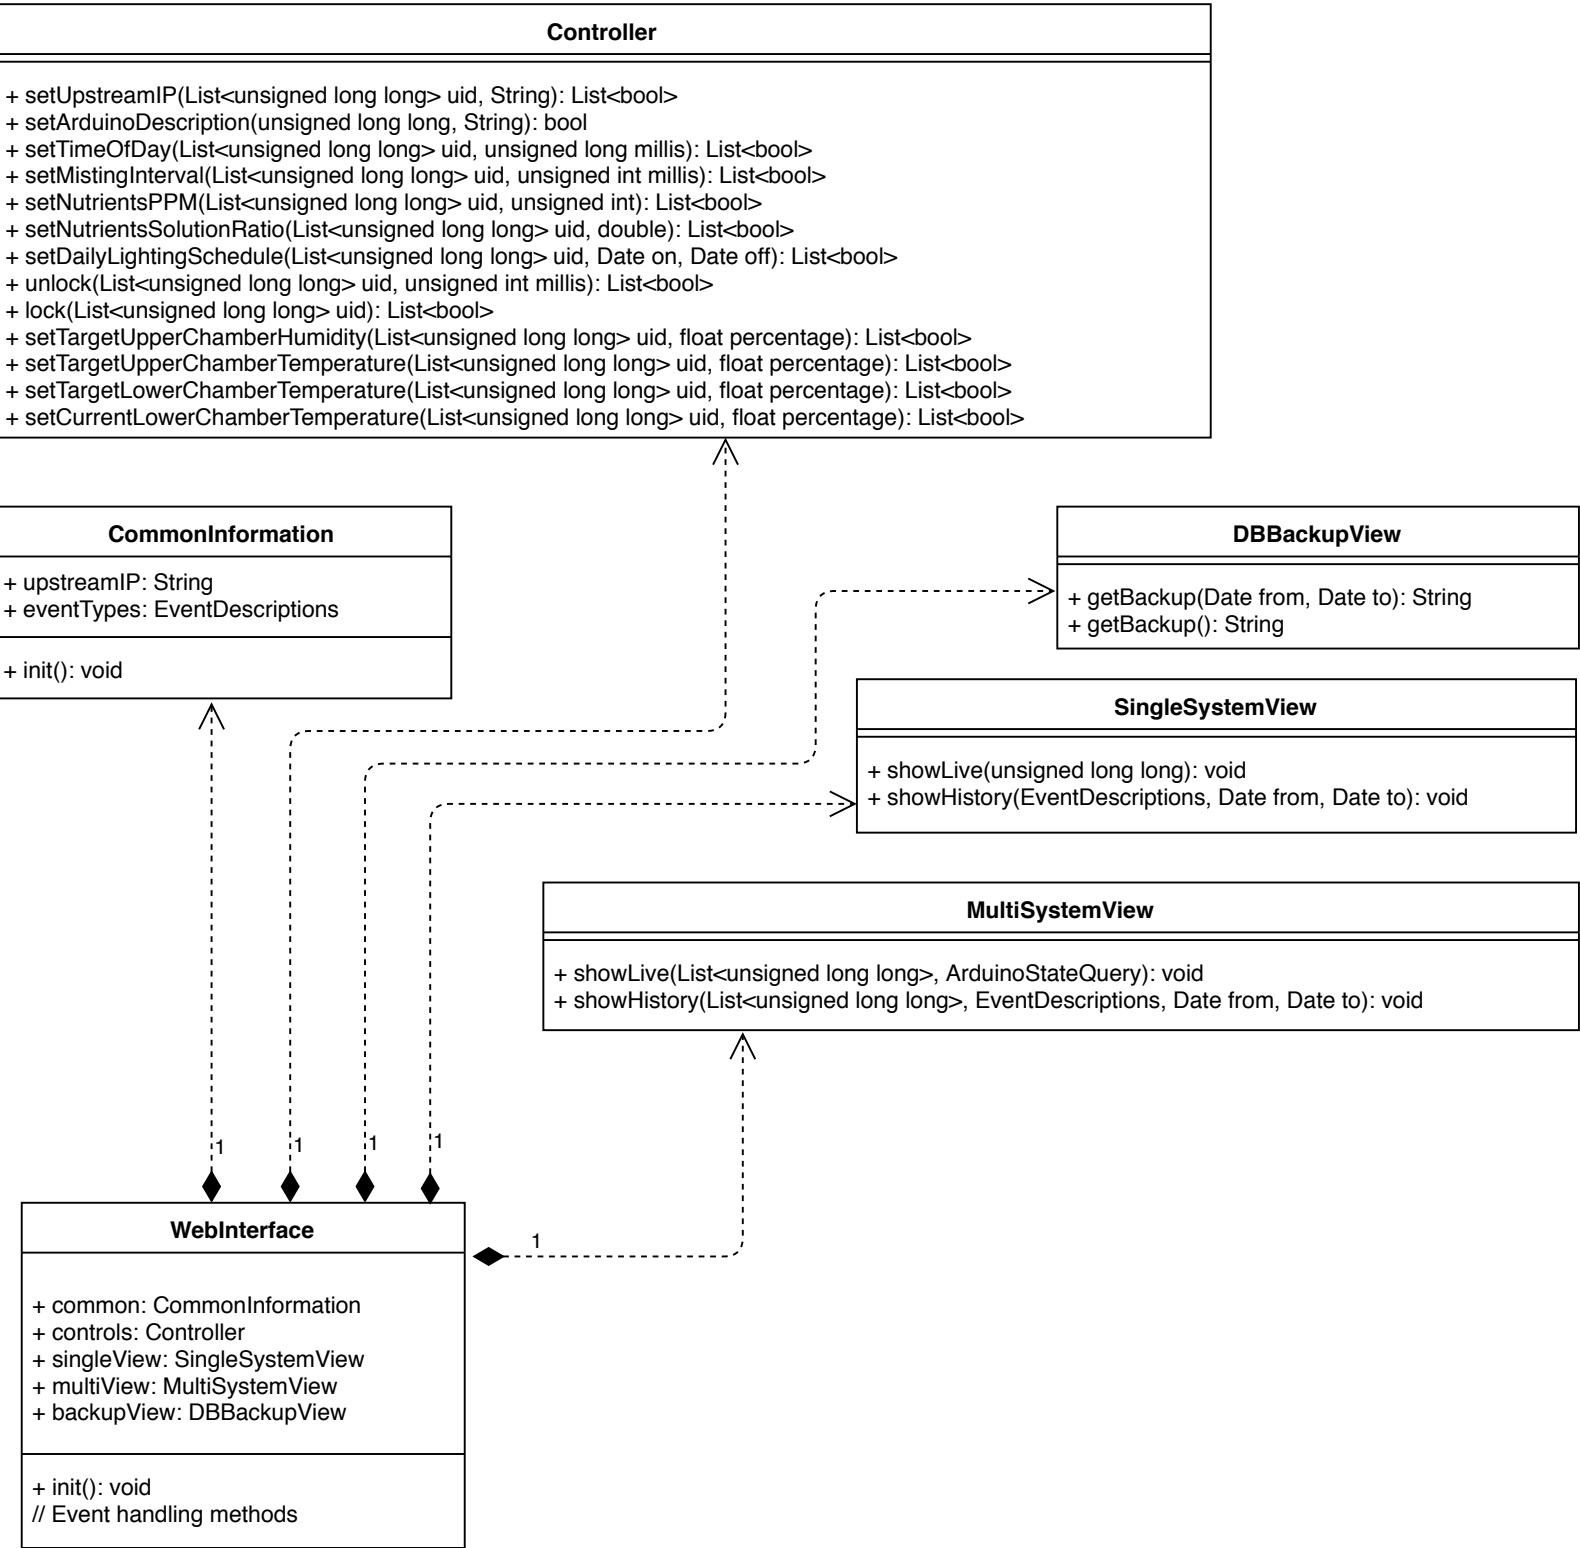 Controller
+ setUpstreamIP(List<unsigned long long> uid, String): List<bool>
+ setArduinoDescription(unsigned long long, String): bool
+ setTimeOfDay(List<unsigned long long> uid, unsigned long millis): List<bool>
+ setMistingInterval(List<unsigned long long> uid, unsigned int millis): List<bool>
+ setNutrientsPPM(List<unsigned long long> uid, unsigned int): List<bool>
+ setNutrientsSolutionRatio(List<unsigned long long> uid, double): List<bool>
+ setDailyLightingSchedule(List<unsigned long long> uid, Date on, Date off): List<bool>
+ unlock(List<unsigned long long> uid, unsigned int millis): List<bool>
+ lock(List<unsigned long long> uid): List<bool>
+ setTargetUpperChamberHumidity(List<unsigned long long> uid, float percentage): List<bool>
+ setTargetUpperChamberTemperature(List<unsigned long long> uid, float percentage): List<bool>
+ setTargetLowerChamberTemperature(List<unsigned long long> uid, float percentage): List<bool>
+ setCurrentLowerChamberTemperature(List<unsigned long long> uid, float percentage): List<bool>
CommonInformation
+ upstreamIP: String
+ eventTypes: EventDescriptions
+ init(): void
DBBackupView
+ getBackup(Date from, Date to): String
+ getBackup(): String
SingleSystemView
+ showLive(unsigned long long): void
+ showHistory(EventDescriptions, Date from, Date to): void
MultiSystemView
+ showLive(List<unsigned long long>, ArduinoStateQuery): void
+ showHistory(List<unsigned long long>, EventDescriptions, Date from, Date to): void
1
1
1
1
1
WebInterface
+ common: CommonInformation
+ controls: Controller
+ singleView: SingleSystemView
+ multiView: MultiSystemView
+ backupView: DBBackupView
+ init(): void
// Event handling methods